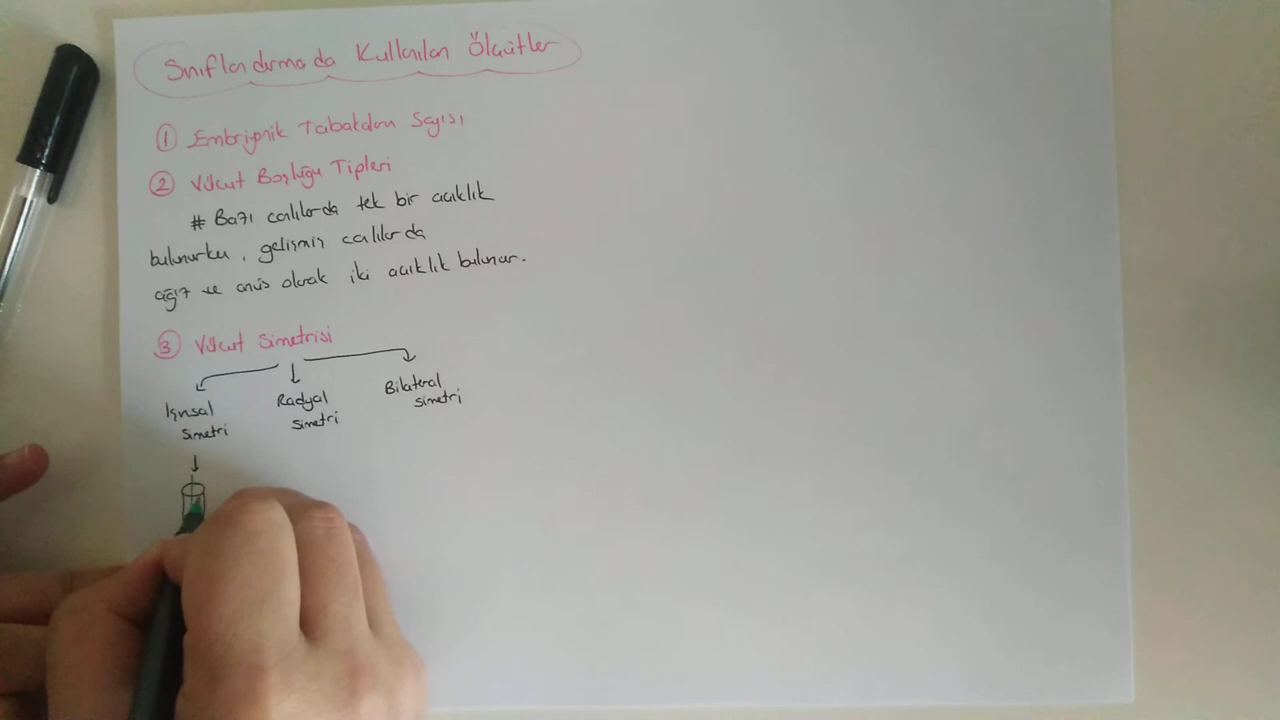 Sınıflandırmada Kullanılan Ölçütler
① Embriyonik Tabakaların Sayısı
② Vücut Boşluğu Tipleri
# Bazı canlılarda tek bir açıklık
bulunurken, gelişmiş canlılarda
ağız ve anüs olarak iki açıklık bulunur.
③ Vücut Simetrisi
Işınsal simetri
Radyal simetri
Bilateral simetri